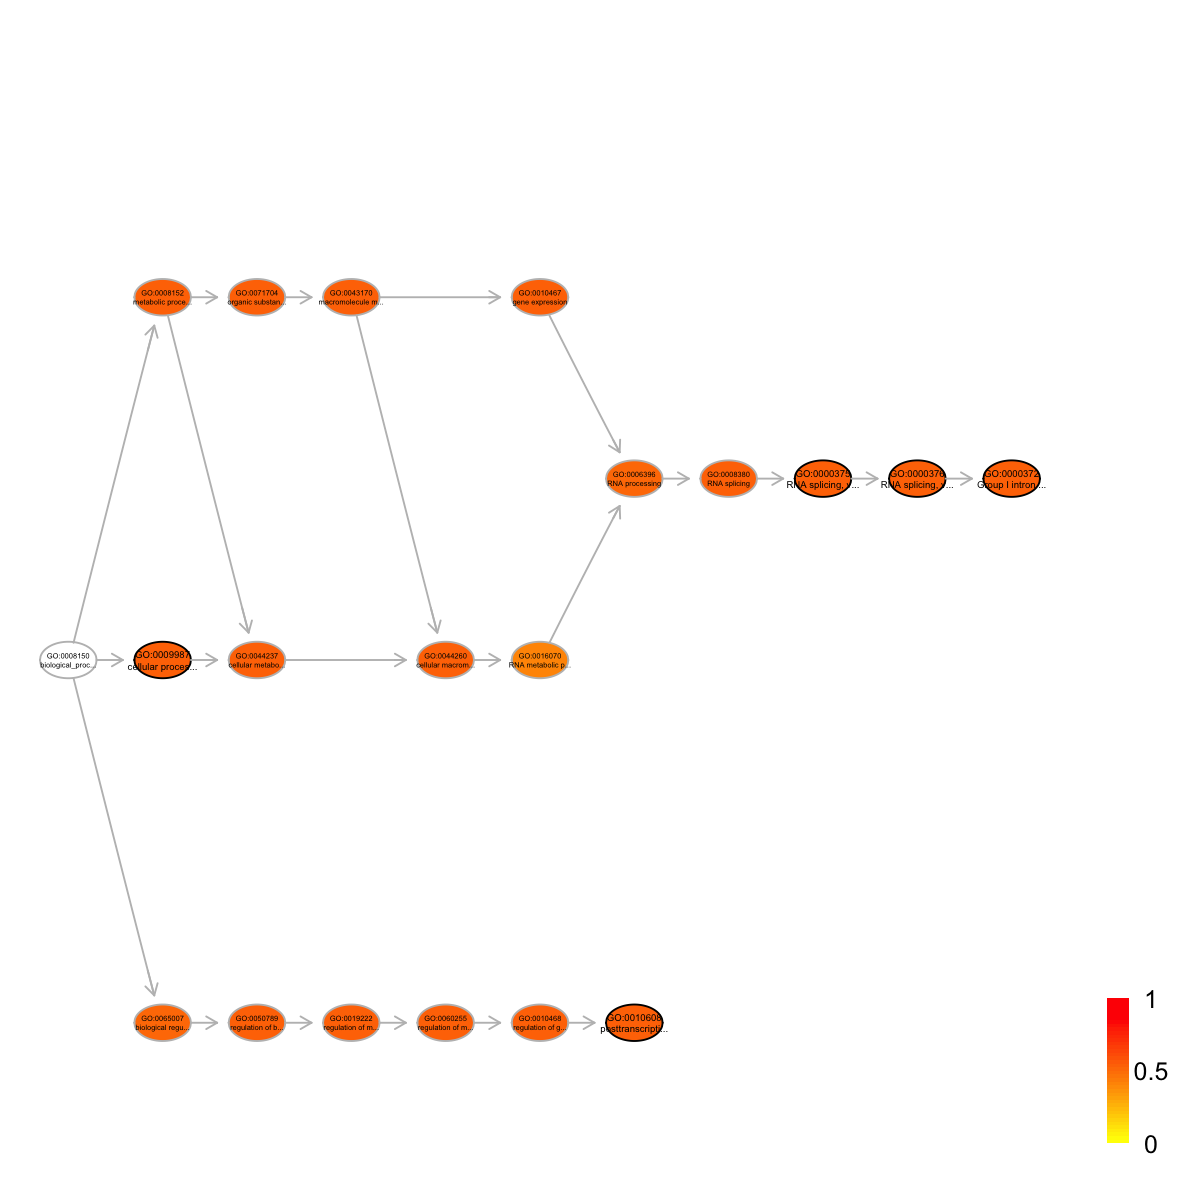 GO:0008152
metabolic proce...
GO:0071704
organic substan...
GO:0043170
macromolecule m...
GO:0010467
gene expression
GO:0006396
RNA processing
GO:0008380
RNA splicing
GO:0000375
RNA splicing, v...
GO:0000376
RNA splicing, v...
GO:0000372
Group I intron ...
GO:0008150
biological_proc...
GO:0009987
cellular proces...
GO:0044237
cellular metabo...
GO:0044260
cellular macrom...
GO:0016070
RNA metabolic p...
GO:0065007
biological regu...
GO:0050789
regulation of b...
GO:0019222
regulation of m...
GO:0060255
regulation of m...
GO:0010468
regulation of g...
GO:0010608
posttranscripti...
1
0.5
0